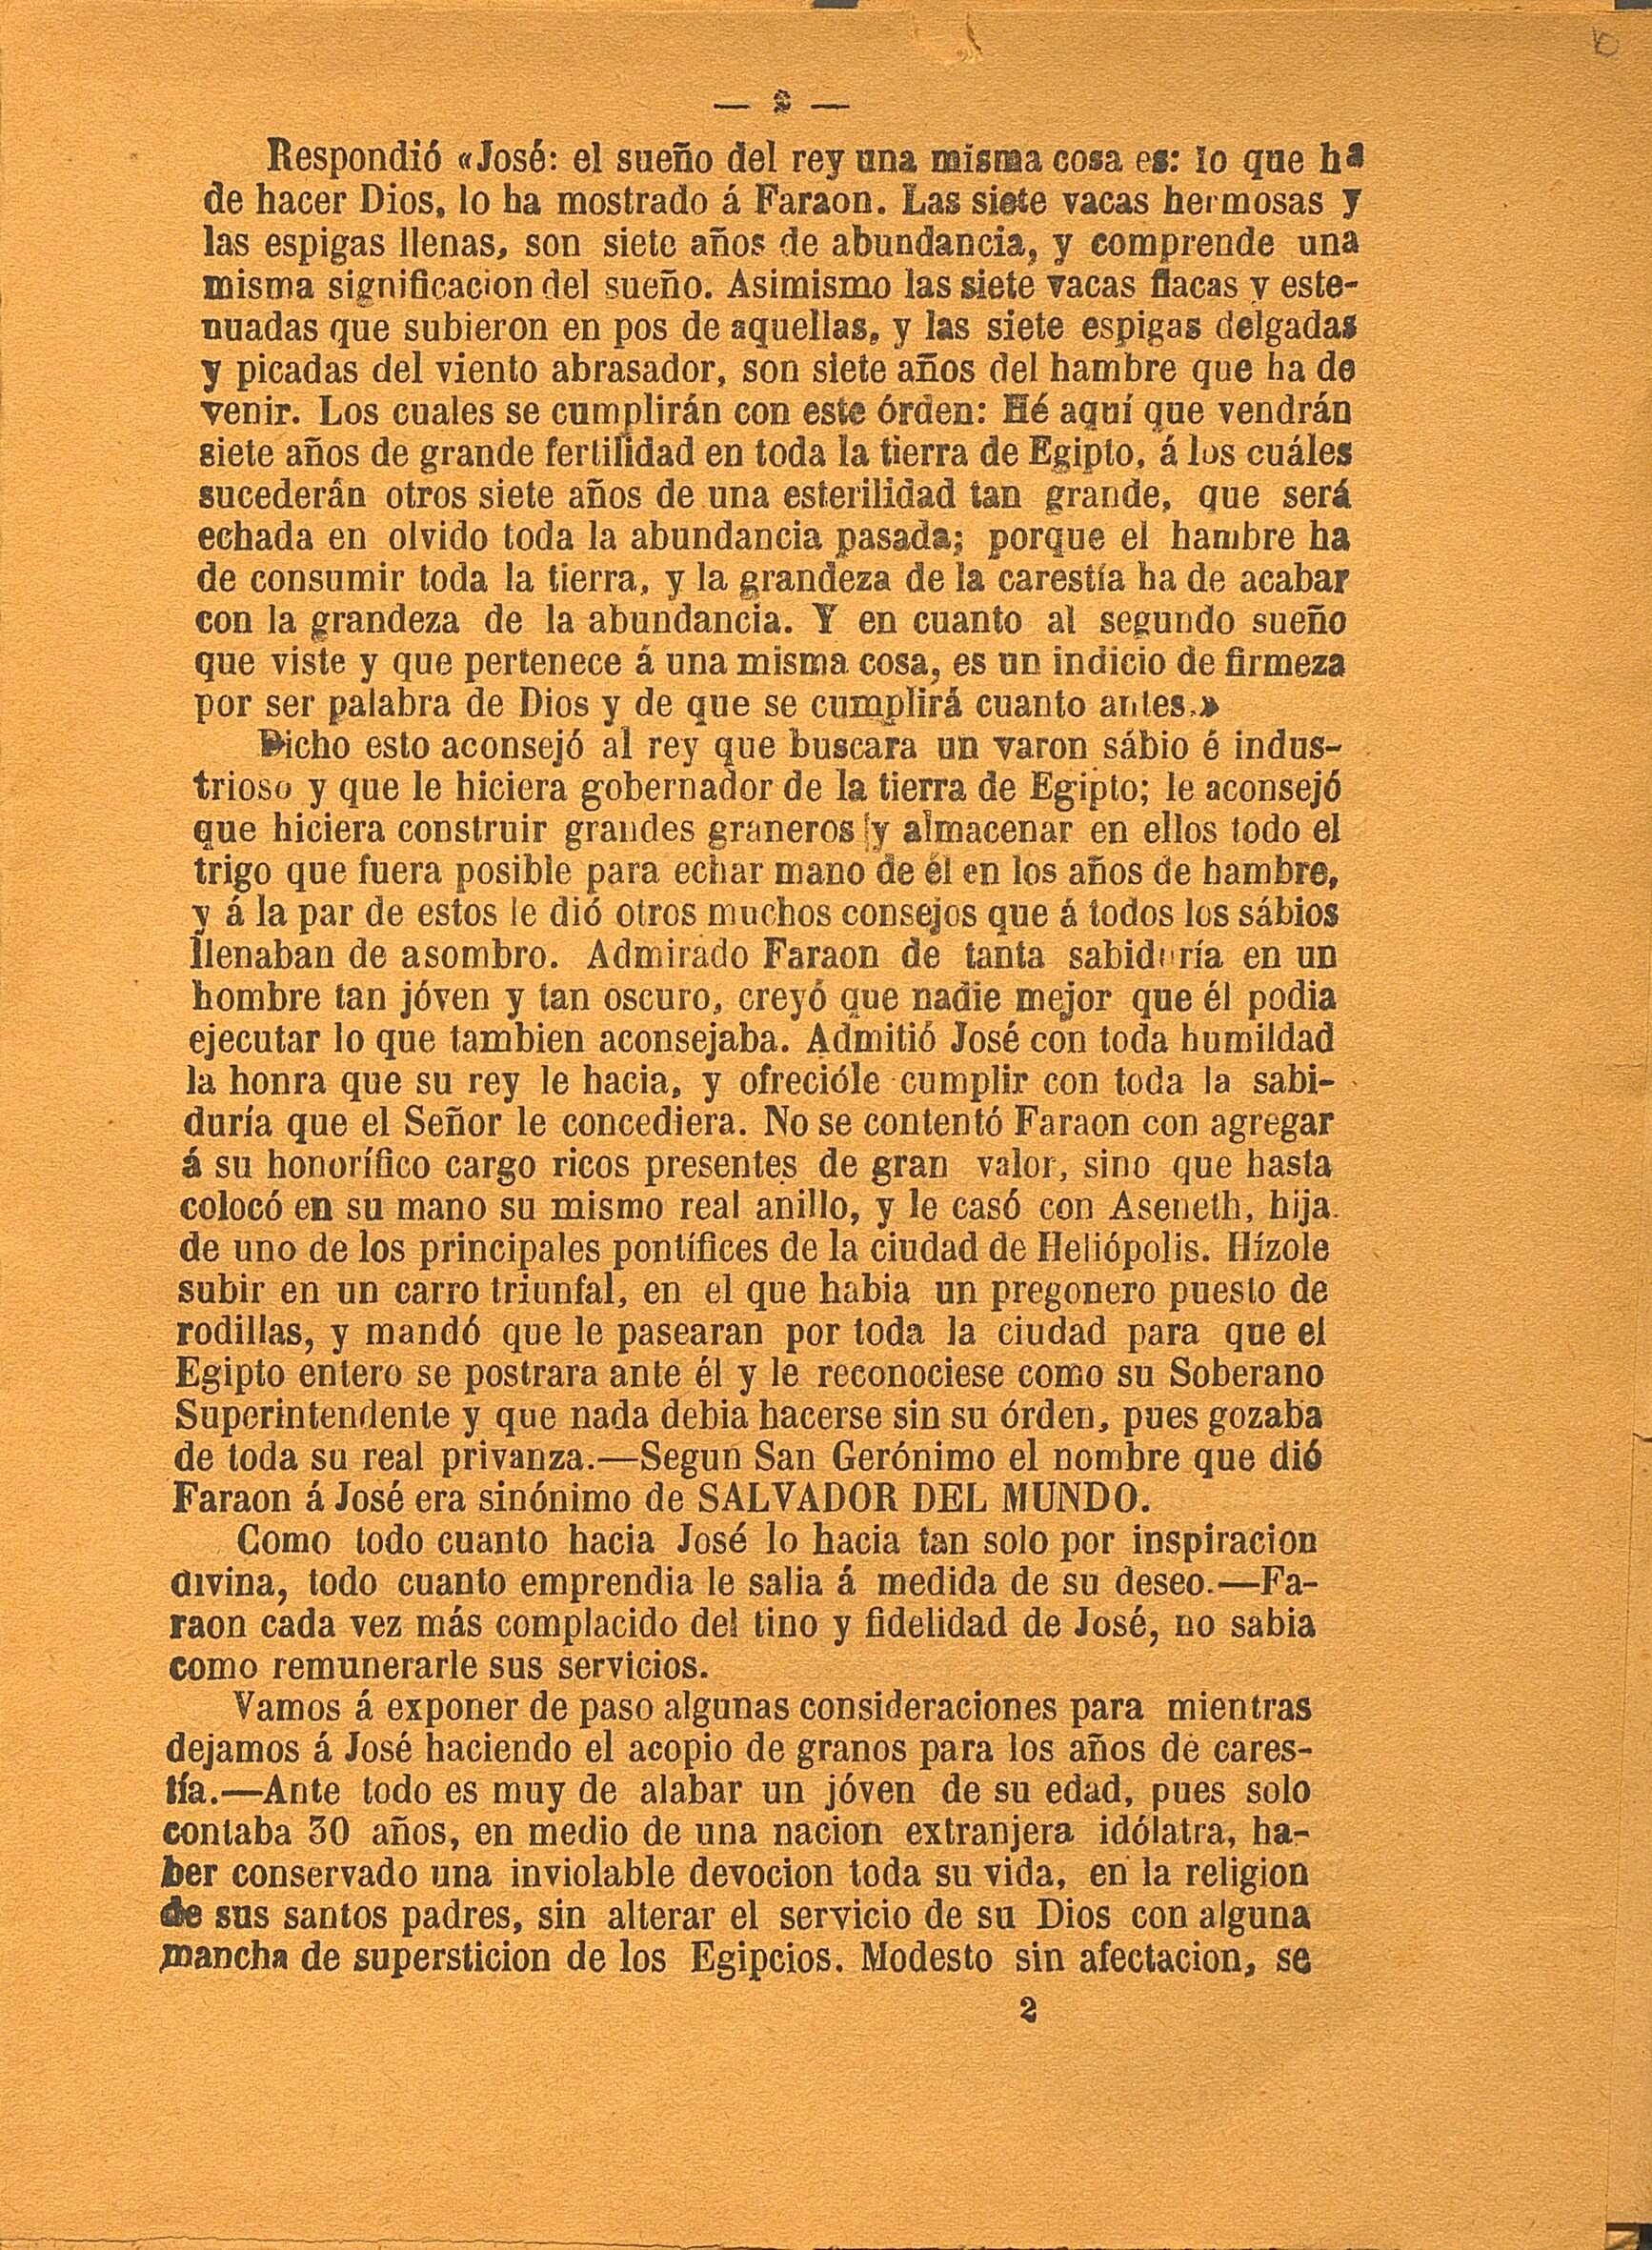 — 2 —
Respondió «José: el sueño del rey una misma cosa es: lo que ha
de hacer Dios, lo ha mostrado á Faraon. Las siete vacas hermosas y
las espigas llenas, son siete años de abundancia, y comprende una
misma significacion del sueño. Asimismo las siete vacas flacas y este-
nuadas que subieron en pos de aquellas, y las siete espigas delgadas
y picadas del viento abrasador, son siete años del hambre que ha de
venir. Los cuales se cumplirán con este órden: Hé aquí que vendrán
siete años de grande fertilidad en toda la tierra de Egipto, á los cuáles
sucederán otros siete años de una esterilidad tan grande, que será
echada en olvido toda la abundancia pasada; porque el hambre ha
de consumir toda la tierra, y la grandeza de la carestía ha de acabar
con la grandeza de la abundancia. Y en cuanto al segundo sueño
que viste y que pertenece á una misma cosa, es un indicio de firmeza
por ser palabra de Dios y de que se cumplirá cuanto antes.»
Dicho esto aconsejó al rey que buscara un varon sábio é indus-
trioso y que le hiciera gobernador de la tierra de Egipto; le aconsejó
que hiciera construir grandes graneros y almacenar en ellos todo el
trigo que fuera posible para echar mano de él en los años de hambre,
y á la par de estos le dió otros muchos consejos que á todos los sábios
llenaban de asombro. Admirado Faraon de tanta sabiduría en un
hombre tan jóven y tan oscuro, creyó que nadie mejor que él podia
ejecutar lo que tambien aconsejaba. Admitió José con toda humildad
la honra que su rey le hacia, y ofrecióle cumplir con toda la sabi-
duría que el Señor le concediera. No se contentó Faraon con agregar
á su honorífico cargo ricos presentes de gran valor, sino que hasta
colocó en su mano su mismo real anillo, y le casó con Aseneth, hija
de uno de los principales pontífices de la ciudad de Heliópolis. Hízole
subir en un carro triunfal, en el que habia un pregonero puesto de
rodillas, y mandó que le pasearan por toda la ciudad para que el
Egipto entero se postrara ante él y le reconociese como su Soberano
Superintendente y que nada debia hacerse sin su órden, pues gozaba
de toda su real privanza.—Segun San Gerónimo el nombre que dió
Faraon á José era sinónimo de SALVADOR DEL MUNDO.
Como todo cuanto hacia José lo hacia tan solo por inspiracion
divina, todo cuanto emprendia le salia á medida de su deseo.—Fa-
raon cada vez más complacido del tino y fidelidad de José, no sabia
como remunerarle sus servicios.
Vamos á exponer de paso algunas consideraciones para mientras
dejamos á José haciendo el acopio de granos para los años de cares-
tía.—Ante todo es muy de alabar un jóven de su edad, pues solo
contaba 30 años, en medio de una nacion extranjera idólatra, ha-
ber conservado una inviolable devocion toda su vida, en la religion
de sus santos padres, sin alterar el servicio de su Dios con alguna
mancha de supersticion de los Egipcios. Modesto sin afectacion, se
2